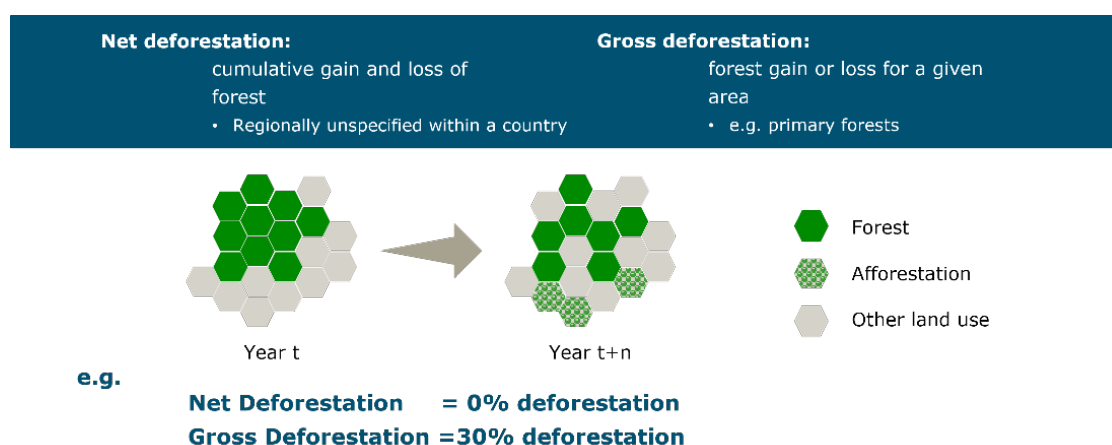 Net deforestation:
cumulative gain and loss of
forest
• Regionally unspecified within a country
Gross deforestation:
forest gain or loss for a given
area
• e.g. primary forests
Forest
Afforestation
Other land use
Year t
Year t+n
e.g.
Net Deforestation = 0% deforestation
Gross Deforestation =30% deforestation